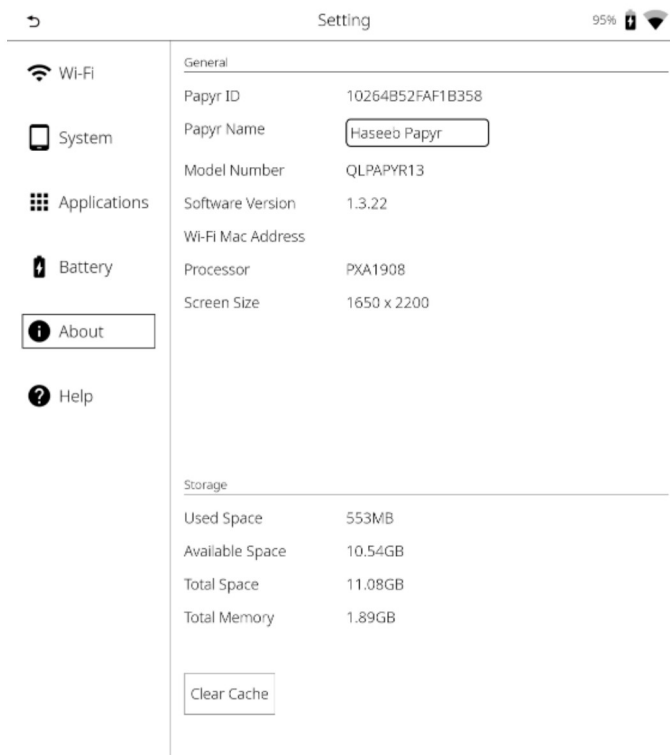 Setting
95%
Wi-Fi
System
Applications
Battery
About
Help
General
Papyr ID 10264B52FAF1B358
Papyr Name Haseeb Papyr
Model Number QLPAPYR13
Software Version 1.3.22
Wi-Fi Mac Address
Processor PXA1908
Screen Size 1650 x 2200
Storage
Used Space 553MB
Available Space 10.54GB
Total Space 11.08GB
Total Memory 1.89GB
Clear Cache